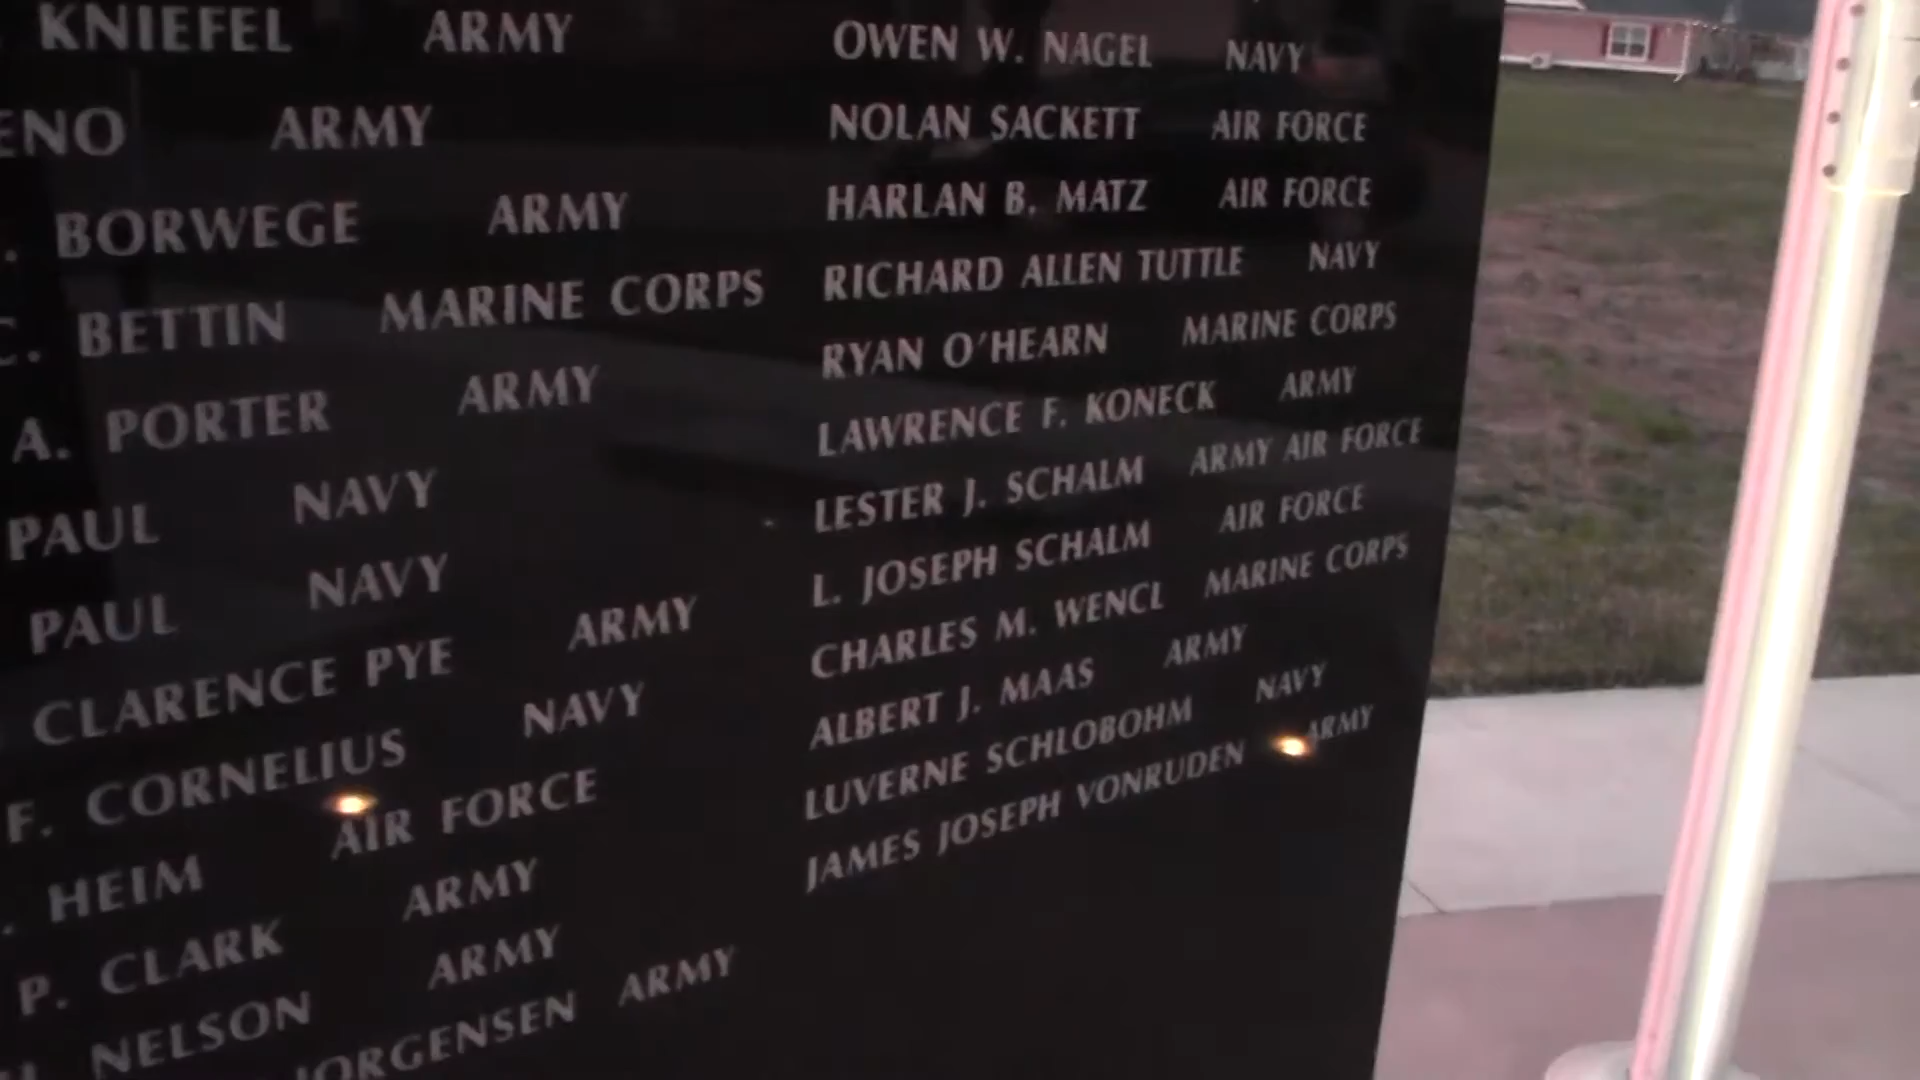 KNIEFEL ARMY
ENO ARMY
. BORWEGE ARMY
C. BETTIN MARINE CORPS
A. PORTER ARMY
PAUL NAVY
PAUL NAVY
CLARENCE PYE ARMY
F. CORNELIUS NAVY
. HEIM AIR FORCE
P. CLARK ARMY
NELSON ARMY
JORGENSEN ARMY
OWEN W. NAGEL NAVY
NOLAN SACKETT AIR FORCE
HARLAN B. MATZ AIR FORCE
RICHARD ALLEN TUTTLE NAVY
RYAN O'HEARN MARINE CORPS
LAWRENCE F. KONECK ARMY
LESTER J. SCHALM ARMY AIR FORCE
L. JOSEPH SCHALM AIR FORCE
CHARLES M. WENCL MARINE CORPS
ALBERT J. MAAS ARMY
LUVERNE SCHLOBOHM NAVY
JAMES JOSEPH VONRUDEN ARMY